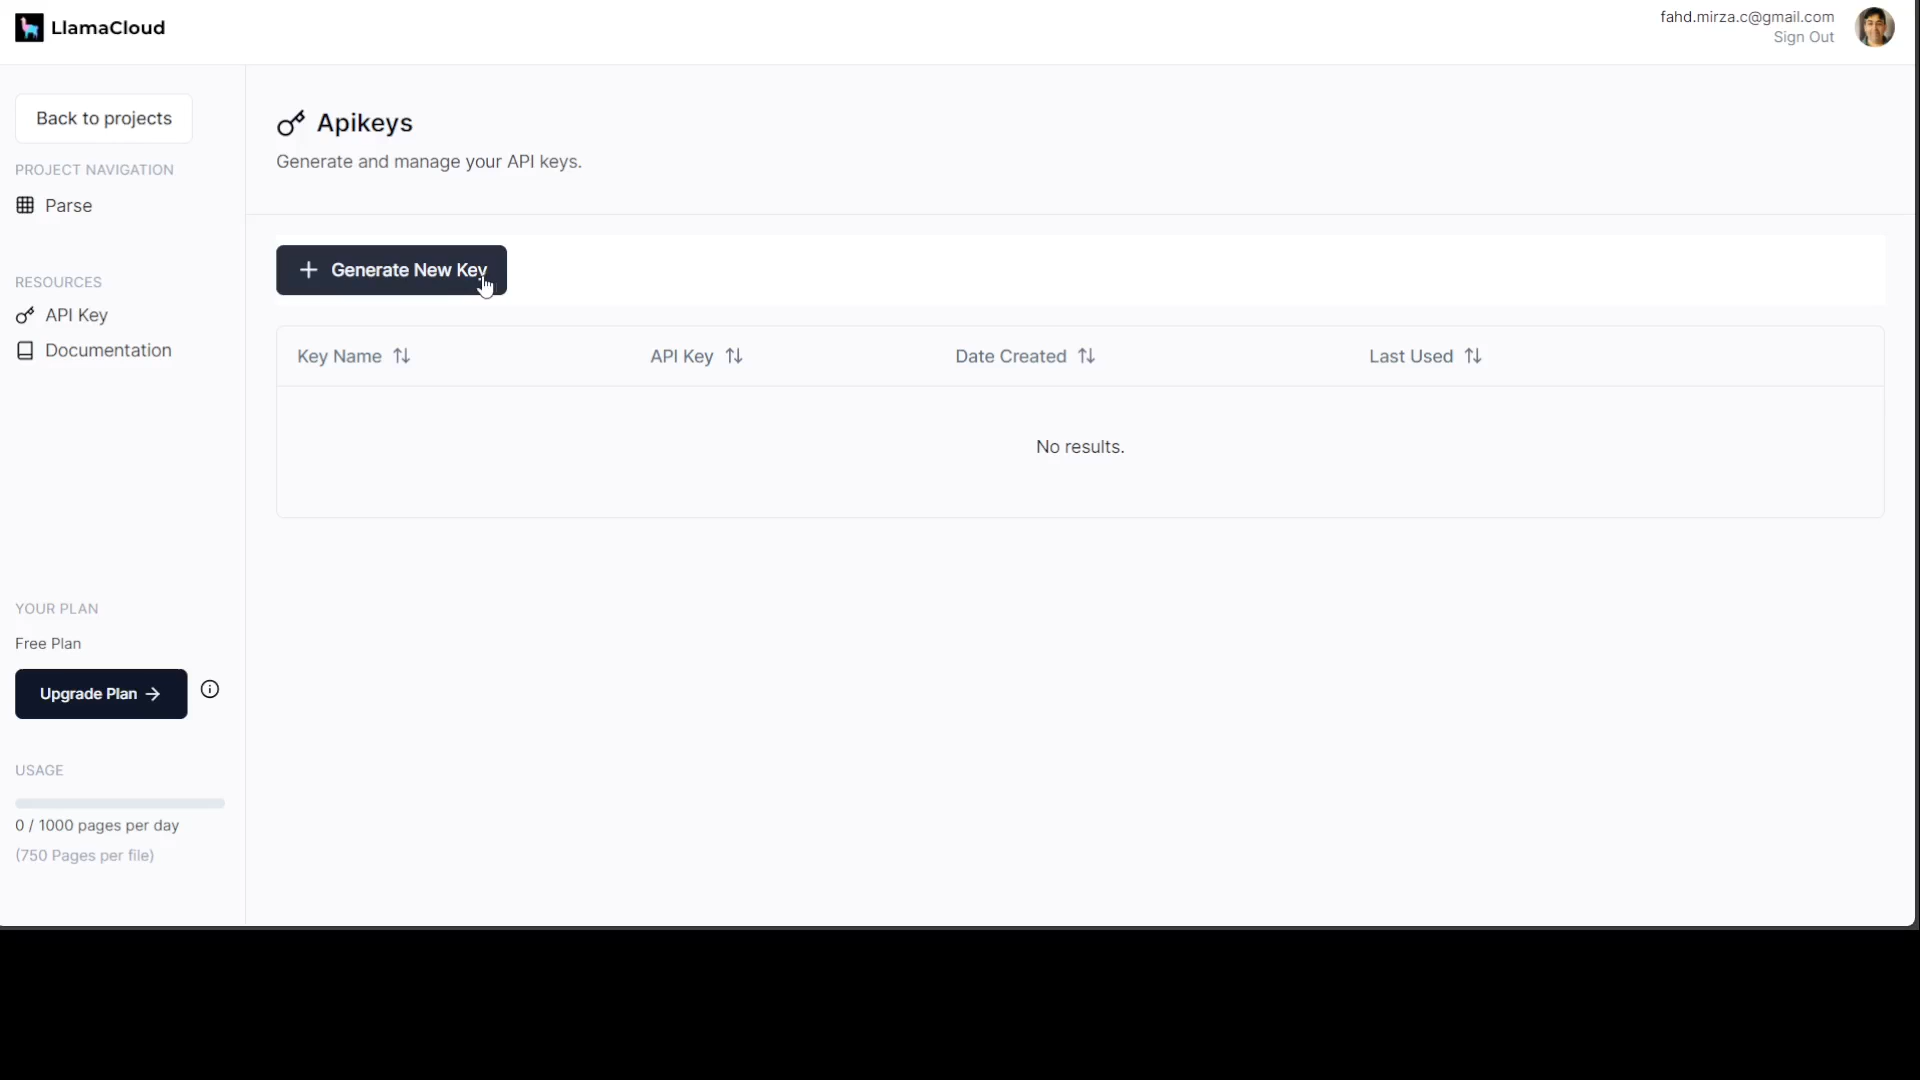 LlamaCloud
fahd.mirza.c@gmail.com
Sign Out
Back to projects
PROJECT NAVIGATION
Parse
RESOURCES
API Key
Documentation
YOUR PLAN
Free Plan
Upgrade Plan
USAGE
0 / 1000 pages per day
(750 Pages per file)
Apikeys
Generate and manage your API keys.
Generate New Key
Key Name API Key Date Created Last Used
No results.